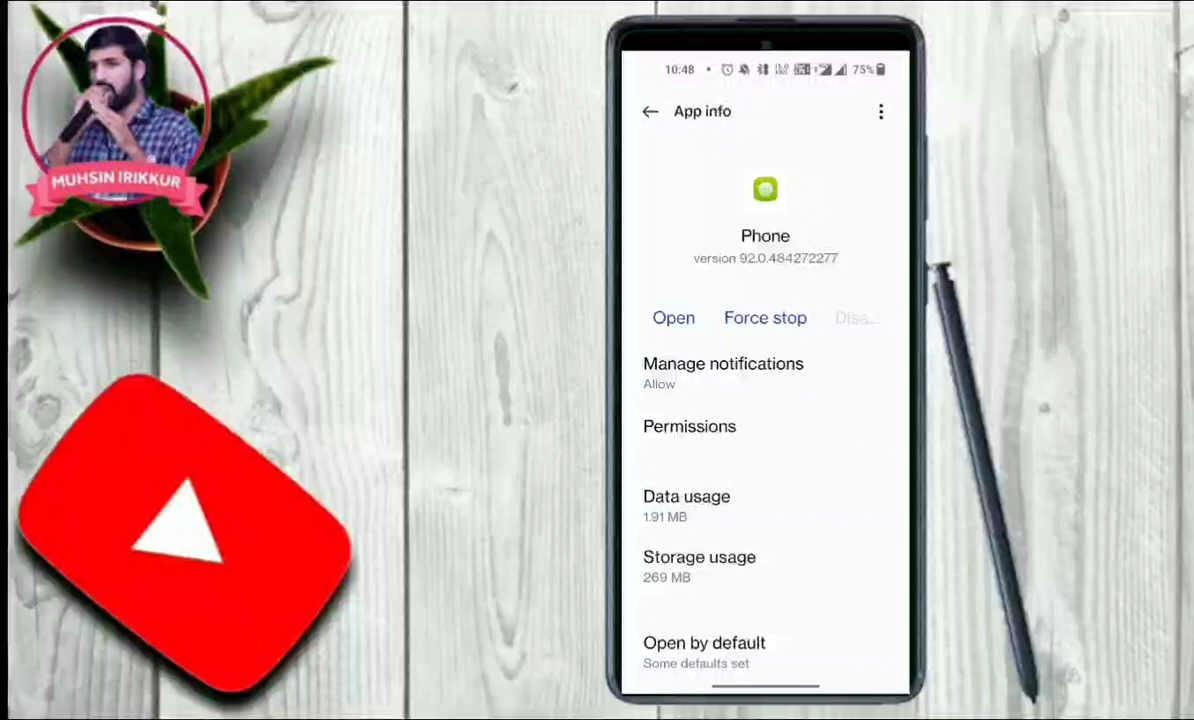 MUHSIN IRIKKUR
10:48
75%
App info
Phone
version 92.0.484272277
Open
Force stop
Disa...
Manage notifications
Allow
Permissions
Data usage
1.91 MB
Storage usage
269 MB
Open by default
Some defaults set